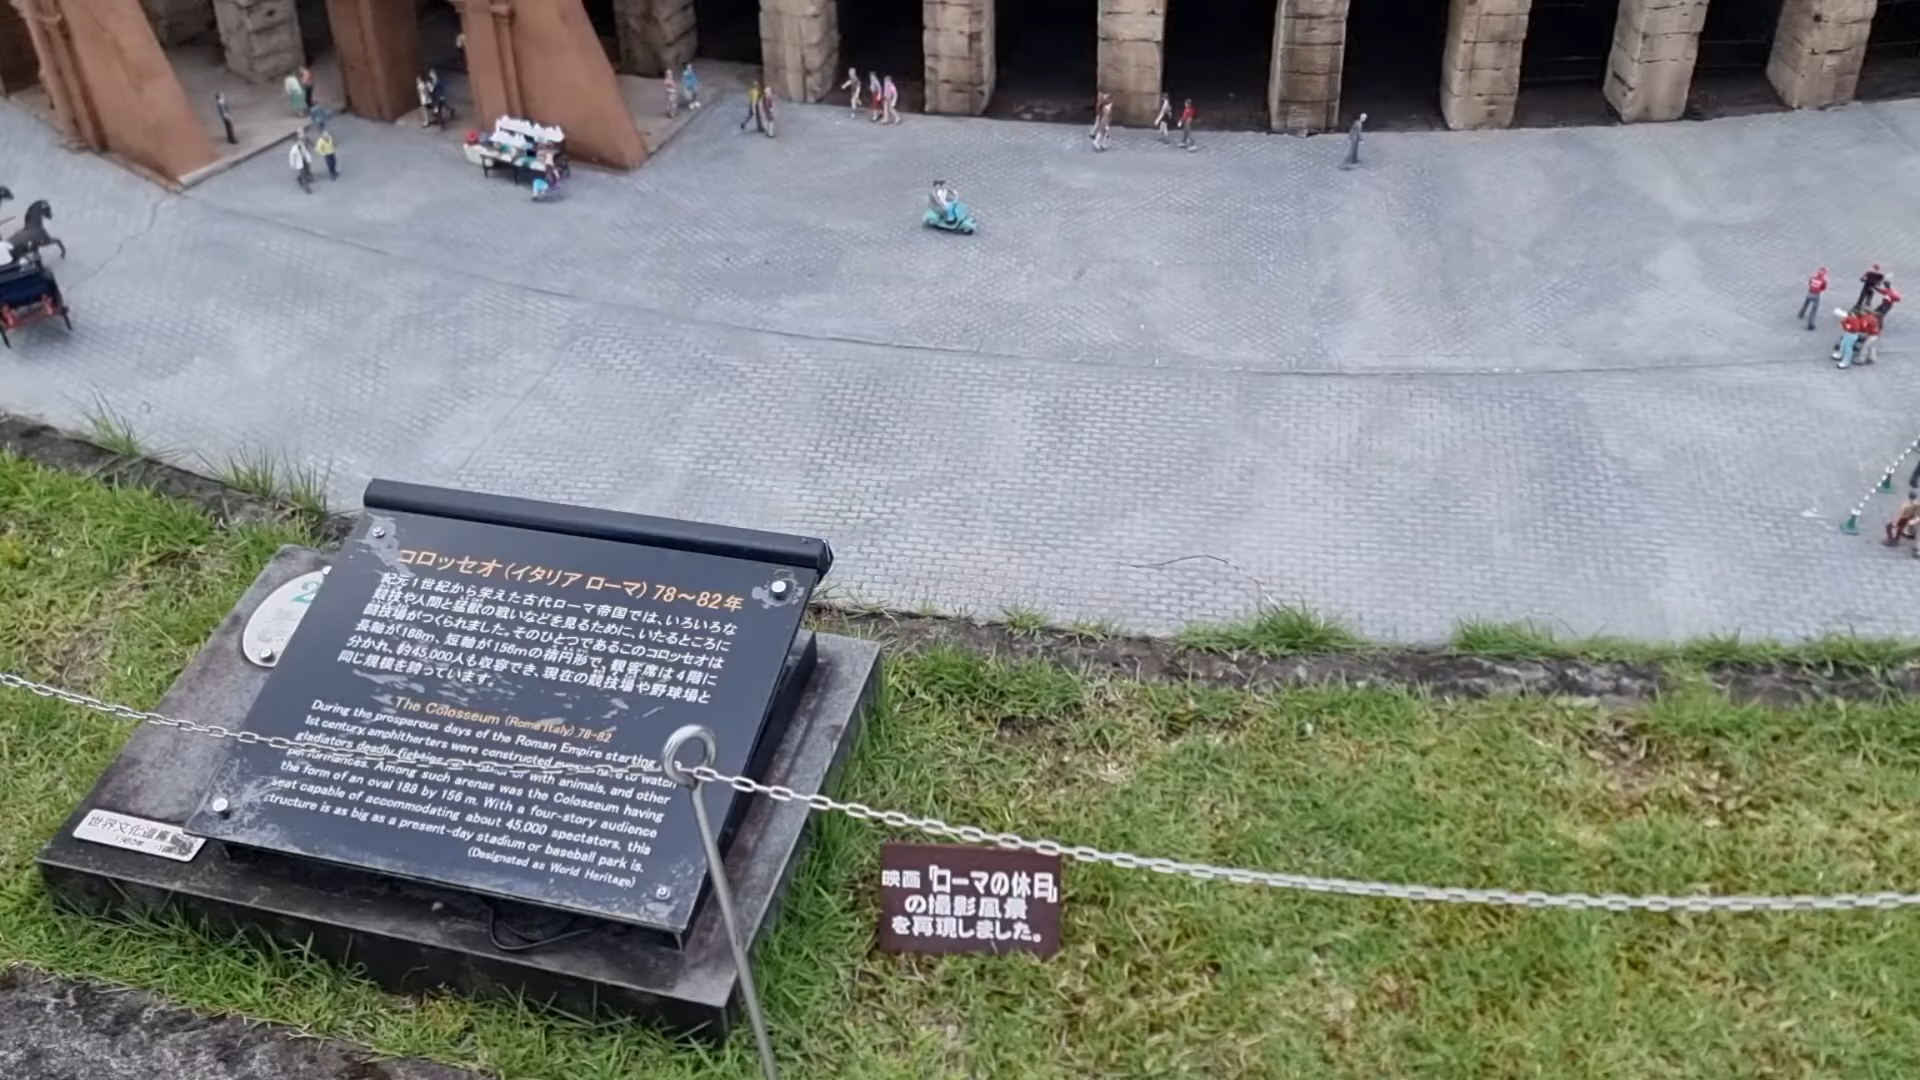 コロッセオ(イタリア ローマ) 78〜82年
紀元1世紀から栄えた古代ローマ帝国では、いろいろな
競技や人間と猛獣の戦いなどを見るために、いたるところに
闘技場がつくられました。そのひとつであるこのコロッセオは
長軸が188m、短軸が156mの楕円形で、観客席は4階に
分かれ、約45,000人も収容でき、現在の競技場や野球場と
同じ規模を誇っています。
The Colosseum (Rome Italy) 78-82
During the prosperous days of the Roman Empire starting
1st century, amphitherters were constructed to watch
gladiators deadly fighting or with animals, and other
performances. Among such arenas was the Colosseum having
the form of an oval 188 by 156 m. With a four-story audience
seat capable of accommodating about 45,000 spectators, this
structure is as big as a present-day stadium or baseball park is.
(Designated as World Heritage)
2
世界文化遺産
映画『ローマの休日』
の撮影風景
を再現しました。